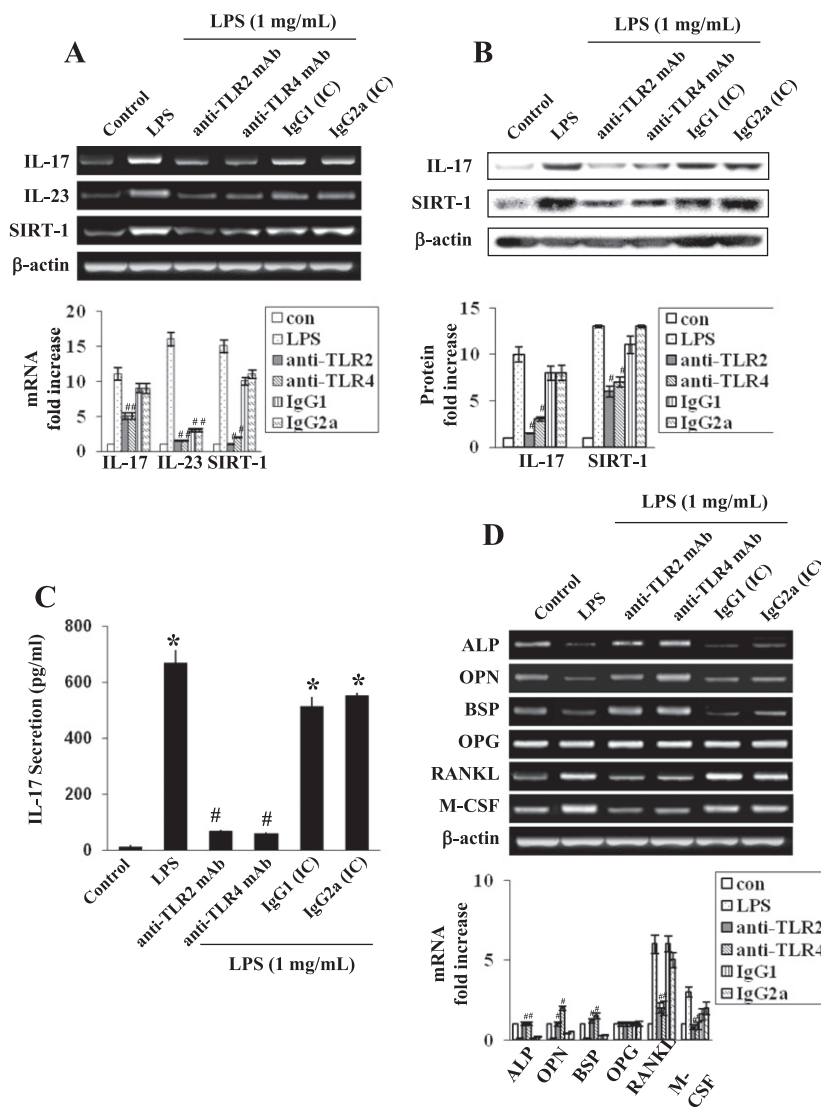 A
LPS (1 mg/mL)
Control
LPS
anti-TLR2 mAb
anti-TLR4 mAb
IgG1 (IC)
IgG2a (IC)
IL-17
IL-23
SIRT-1
β-actin
mRNA
fold increase
20
15
10
5
0
##
##
##
#
#
IL-17 IL-23 SIRT-1
con
LPS
anti-TLR2
anti-TLR4
IgG1
IgG2a
B
LPS (1 mg/mL)
Control
LPS
anti-TLR2 mAb
anti-TLR4 mAb
IgG1 (IC)
IgG2a (IC)
IL-17
SIRT-1
β-actin
Protein
fold increase
15
10
5
0
#
#
#
#
IL-17 SIRT-1
con
LPS
anti-TLR2
anti-TLR4
IgG1
IgG2a
C
IL-17 Secretion (pg/ml)
800
600
400
200
0
*
#
#
*
*
Control
LPS
anti-TLR2 mAb
anti-TLR4 mAb
IgG1 (IC)
IgG2a (IC)
LPS (1 mg/mL)
D
LPS (1 mg/mL)
Control
LPS
anti-TLR2 mAb
anti-TLR4 mAb
IgG1 (IC)
IgG2a (IC)
ALP
OPN
BSP
OPG
RANKL
M-CSF
β-actin
mRNA
fold increase
10
5
0
##
#
#
##
##
##
ALP
OPN
BSP
OPG
RANKL
M-
CSF
con
LPS
anti-TLR2
anti-TLR4
IgG1
IgG2a